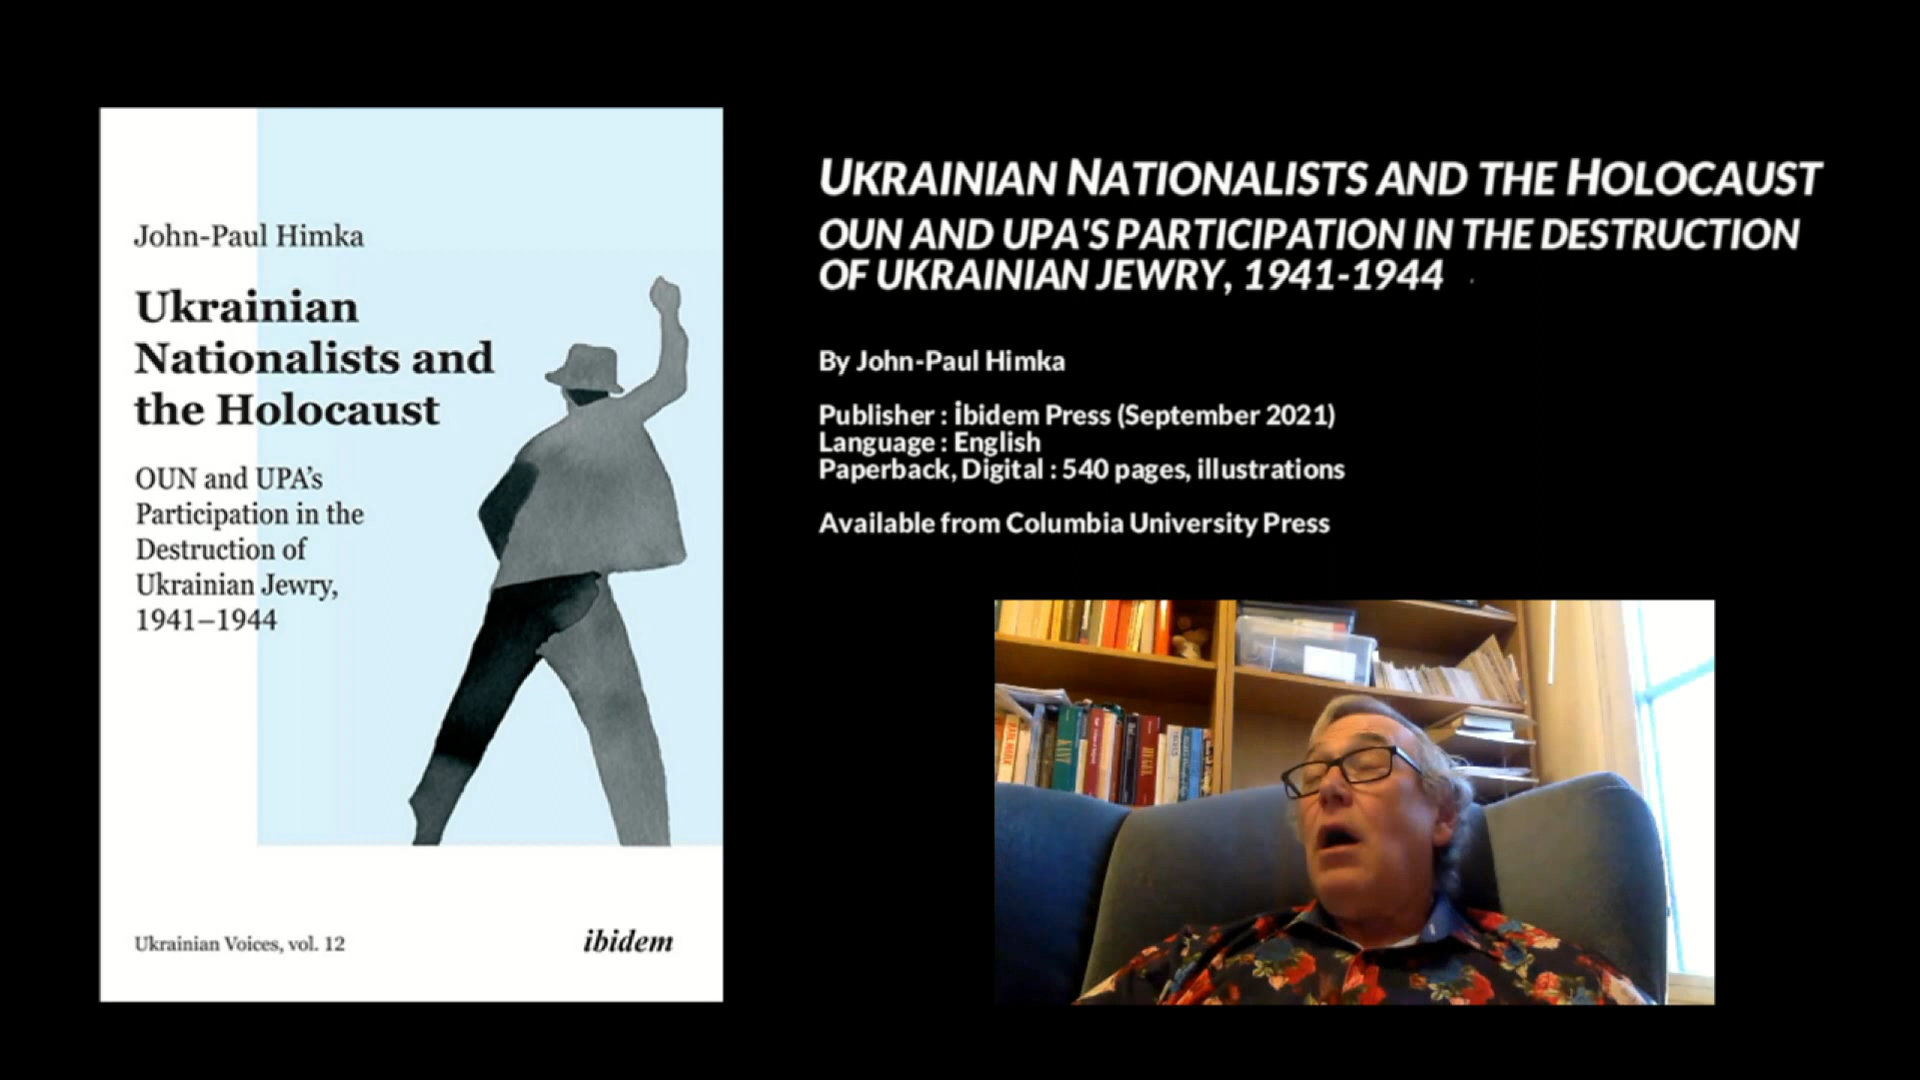 John-Paul Himka
Ukrainian
Nationalists and
the Holocaust
OUN and UPA’s
Participation in the
Destruction of
Ukrainian Jewry,
1941–1944
Ukrainian Voices, vol. 12
ibidem
UKRAINIAN NATIONALISTS AND THE HOLOCAUST
OUN AND UPA'S PARTICIPATION IN THE DESTRUCTION
OF UKRAINIAN JEWRY, 1941-1944
By John-Paul Himka
Publisher : İbidem Press (September 2021)
Language : English
Paperback, Digital : 540 pages, illustrations
Available from Columbia University Press
KANT
HEGEL